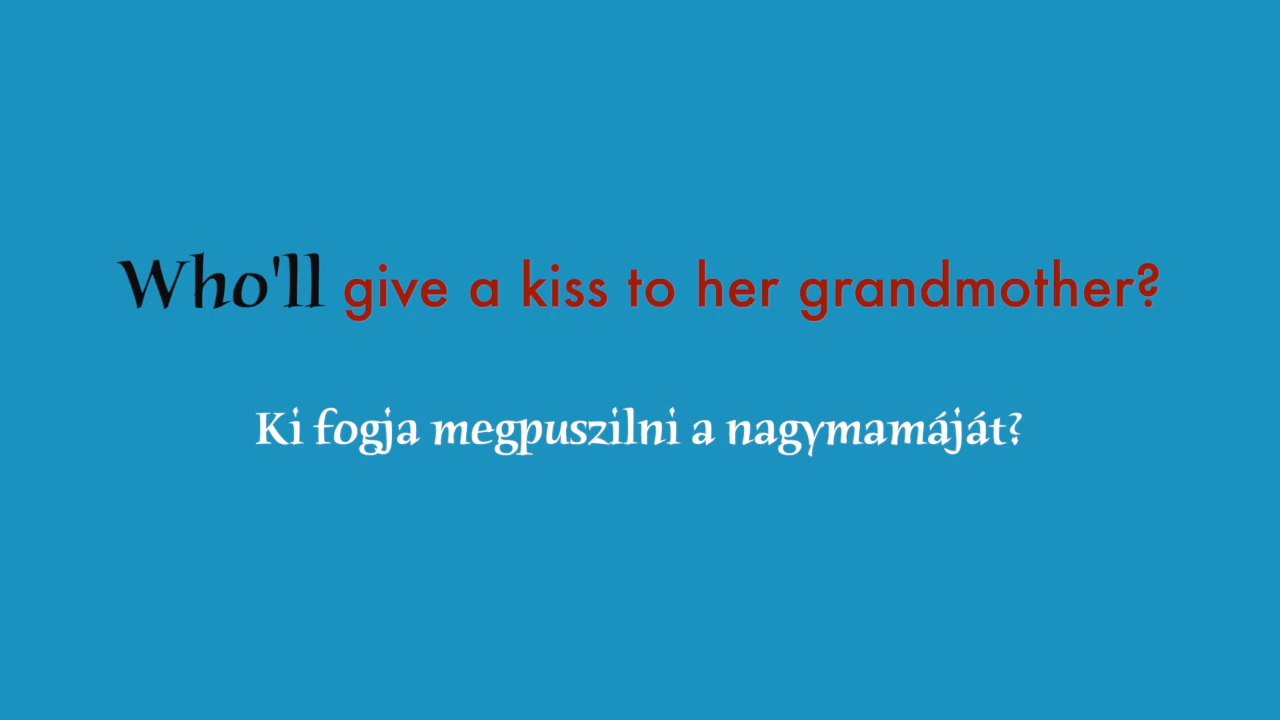 Who'll give a kiss to her grandmother?
Ki fogja megpuszilni a nagymamáját?